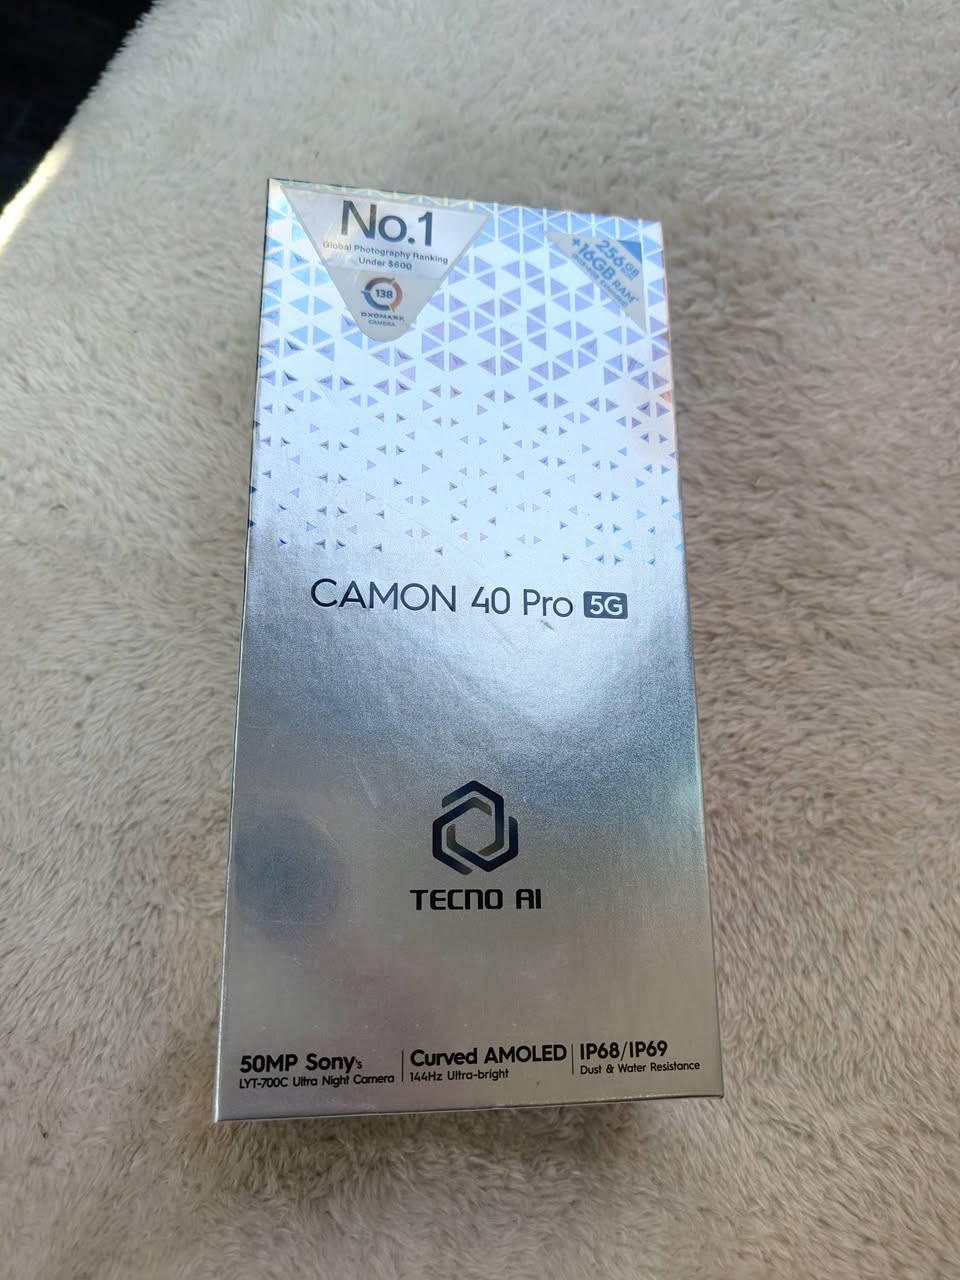 No.1
Global Photography Ranking
Under $600
138
DXOMARK
CAMERA
256GB
16GB RAM*
CAMON 40 Pro 5G
TECNO AI
50MP Sony's
LYT-700C Ultra Night Camera
Curved AMOLED
144Hz Ultra-bright
IP68/IP69
Dust & Water Resistance